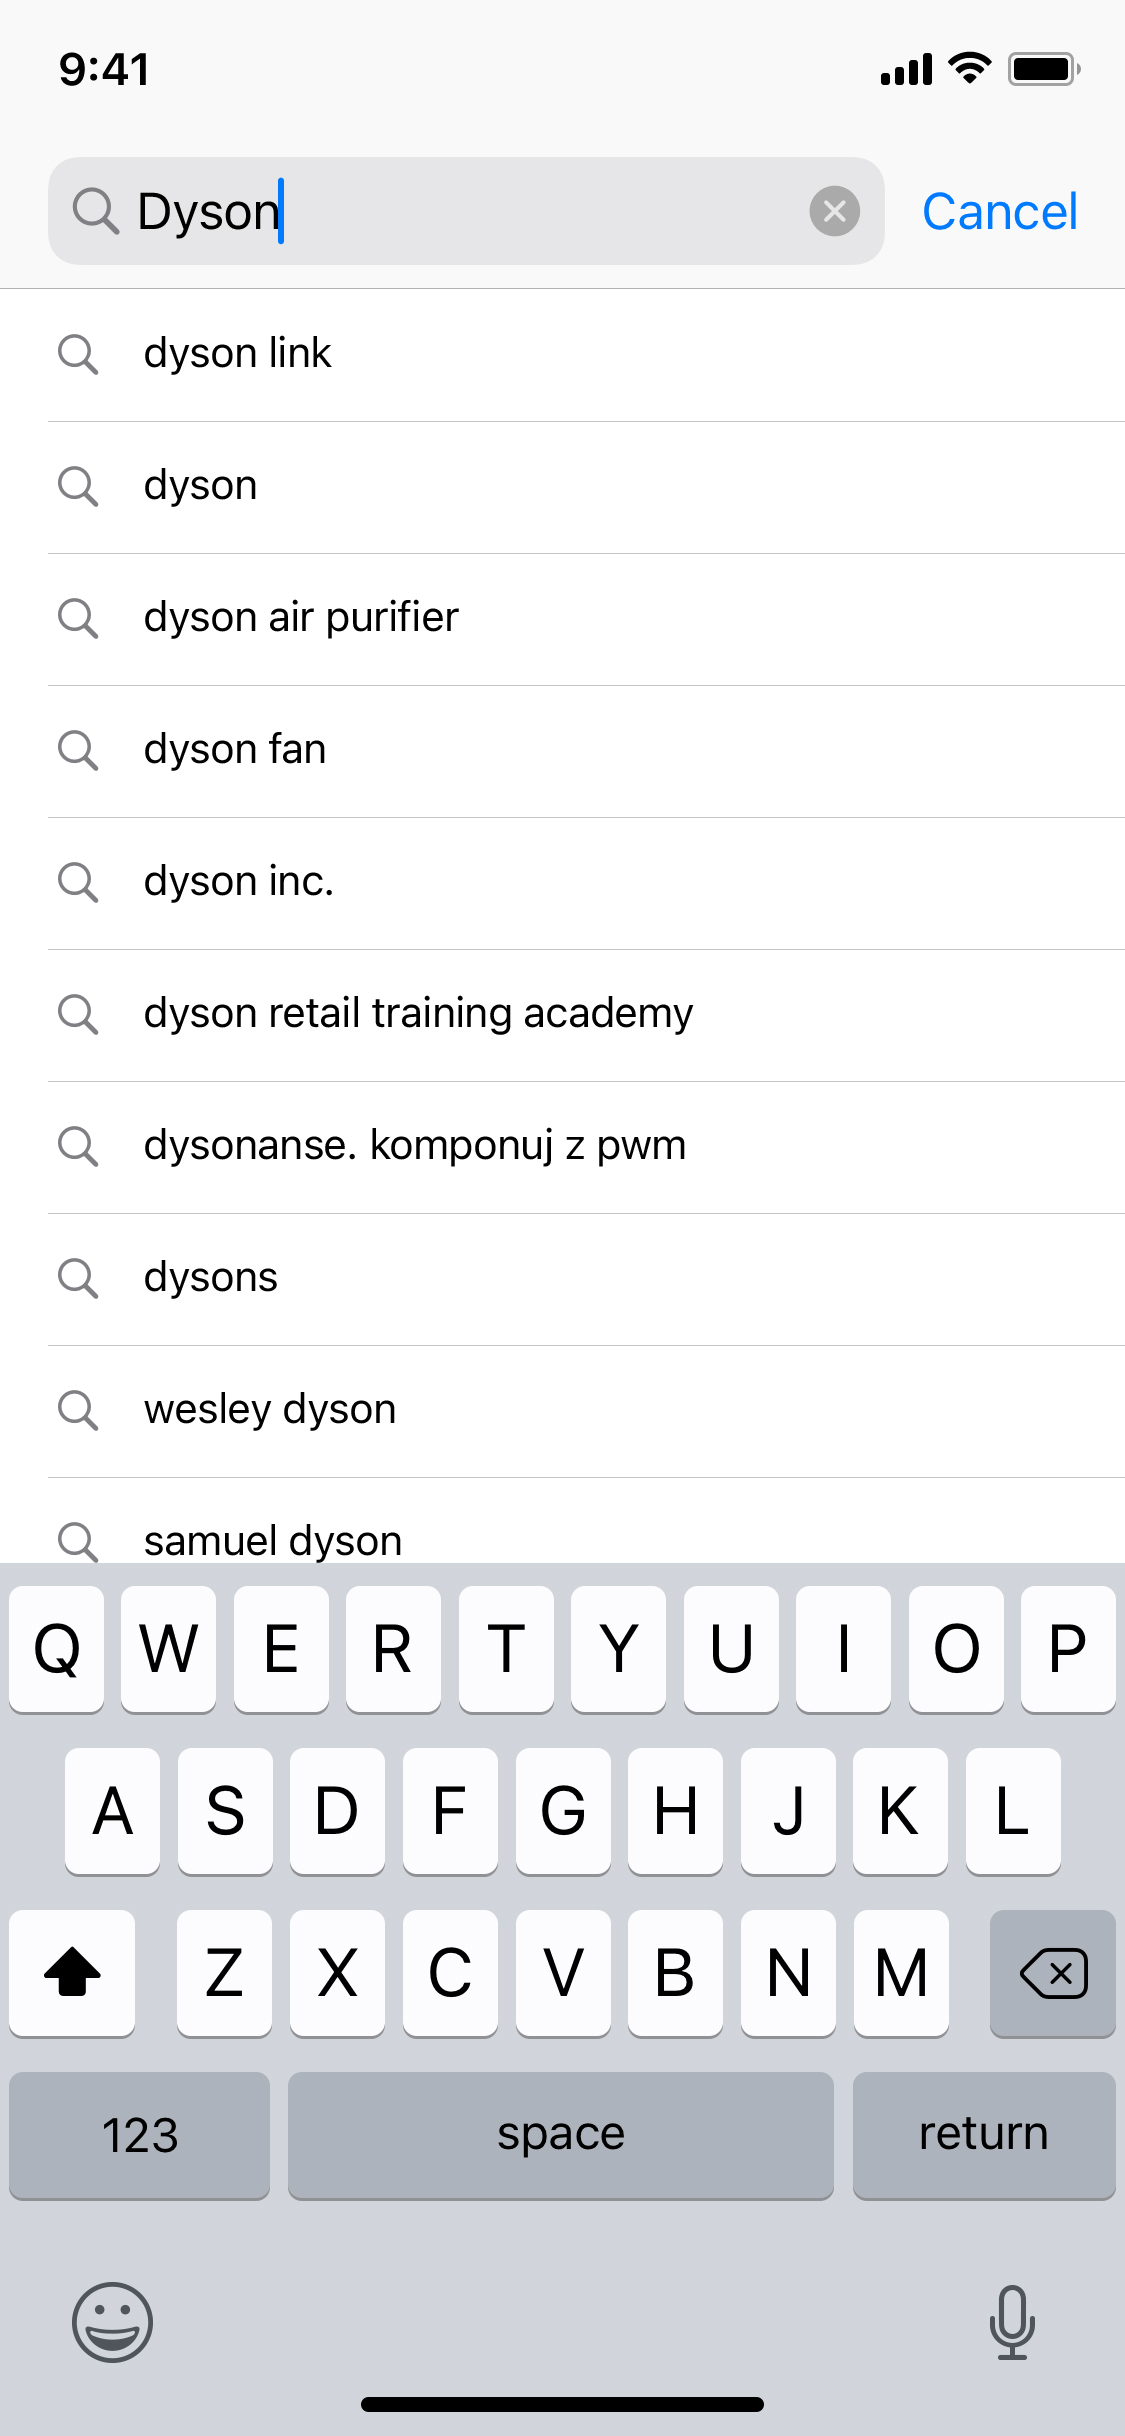 9:41
Dyson
Cancel
dyson link
dyson
dyson air purifier
dyson fan
dyson inc.
dyson retail training academy
dysonanse. komponuj z pwm
dysons
wesley dyson
samuel dyson
Q W E R T Y U I O P
A S D F G H J K L
Z X C V B N M
123 space return